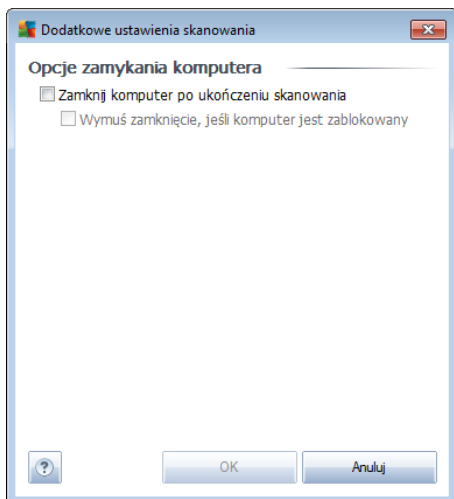 Dodatkowe ustawienia skanowania
Opcje zamykania komputera
Zamknij komputer po ukończeniu skanowania
Wymuś zamknięcie, jeśli komputer jest zablokowany
?
OK
Anuluj